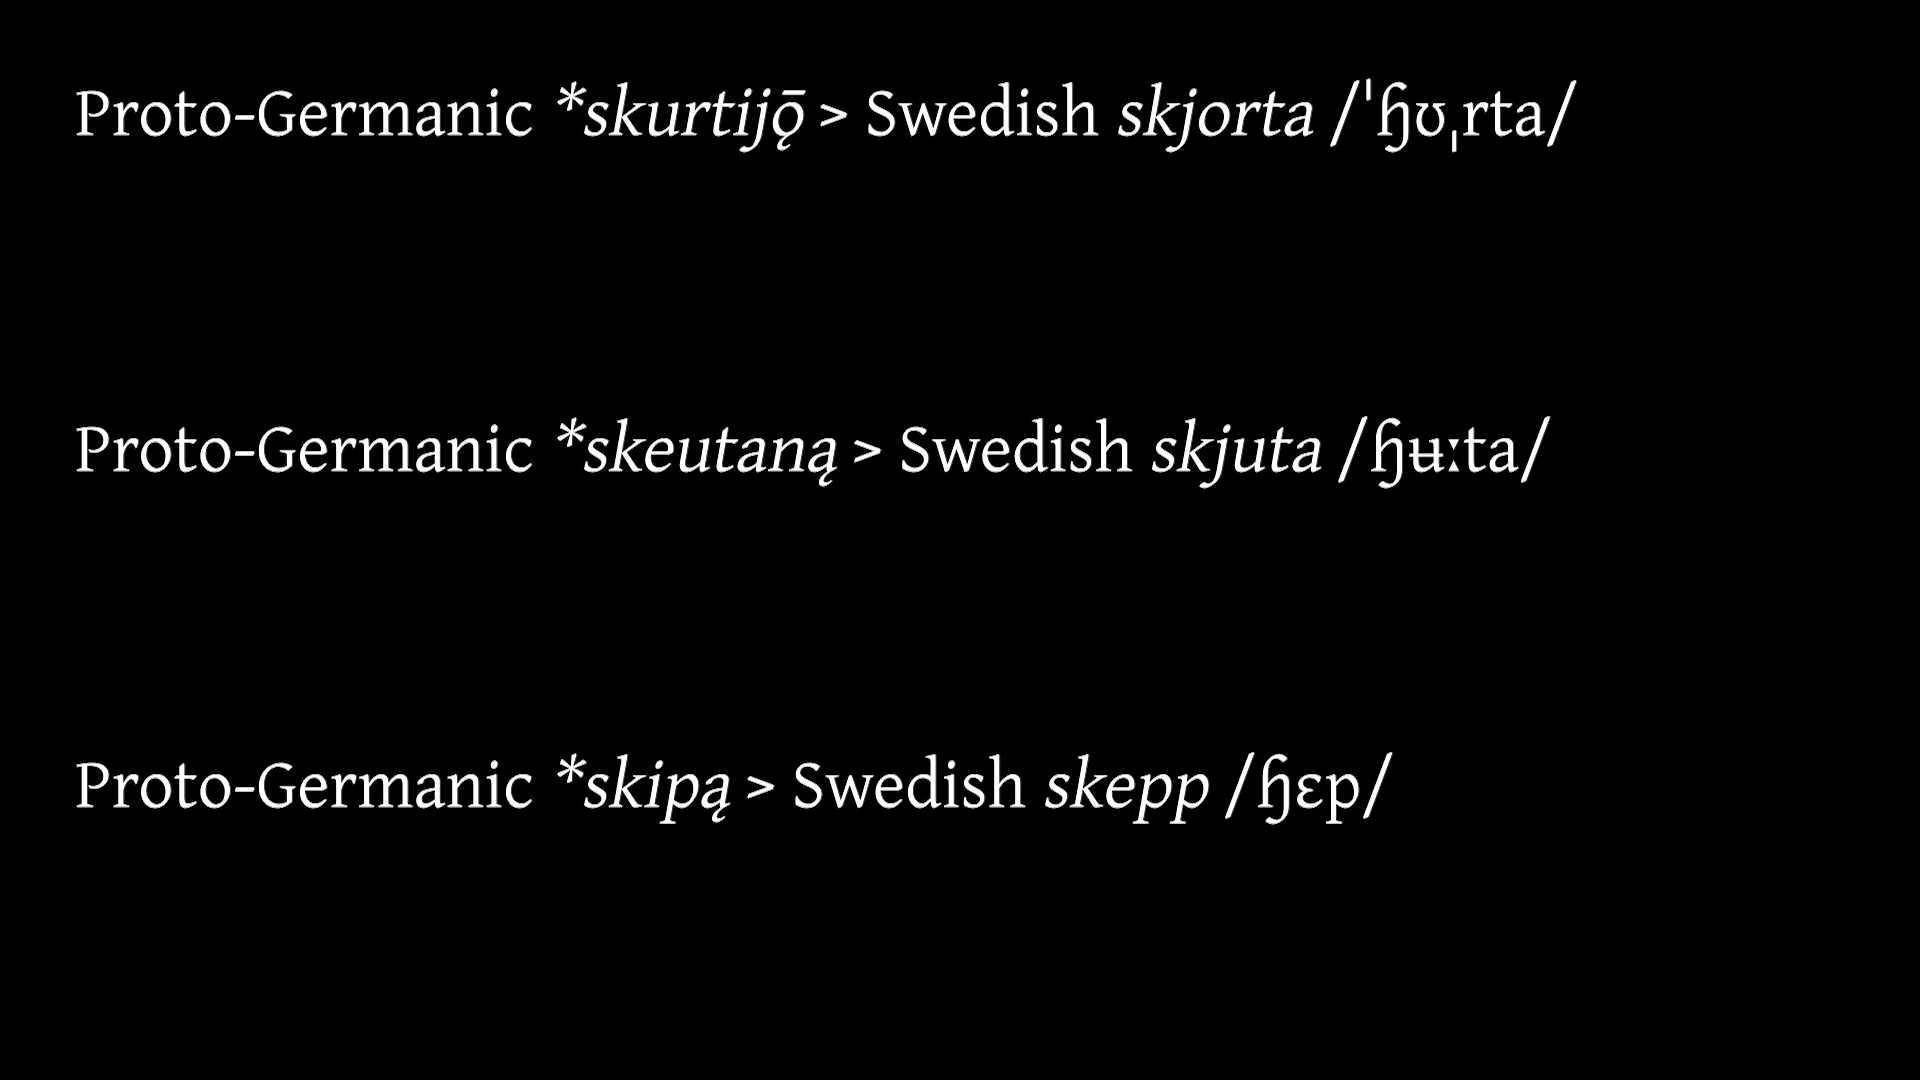 Proto-Germanic *skurtijǭ > Swedish skjorta /ˈɧʊˌrta/
Proto-Germanic *skeutaną > Swedish skjuta /ɧʉːta/
Proto-Germanic *skipą > Swedish skepp /ɧɛp/